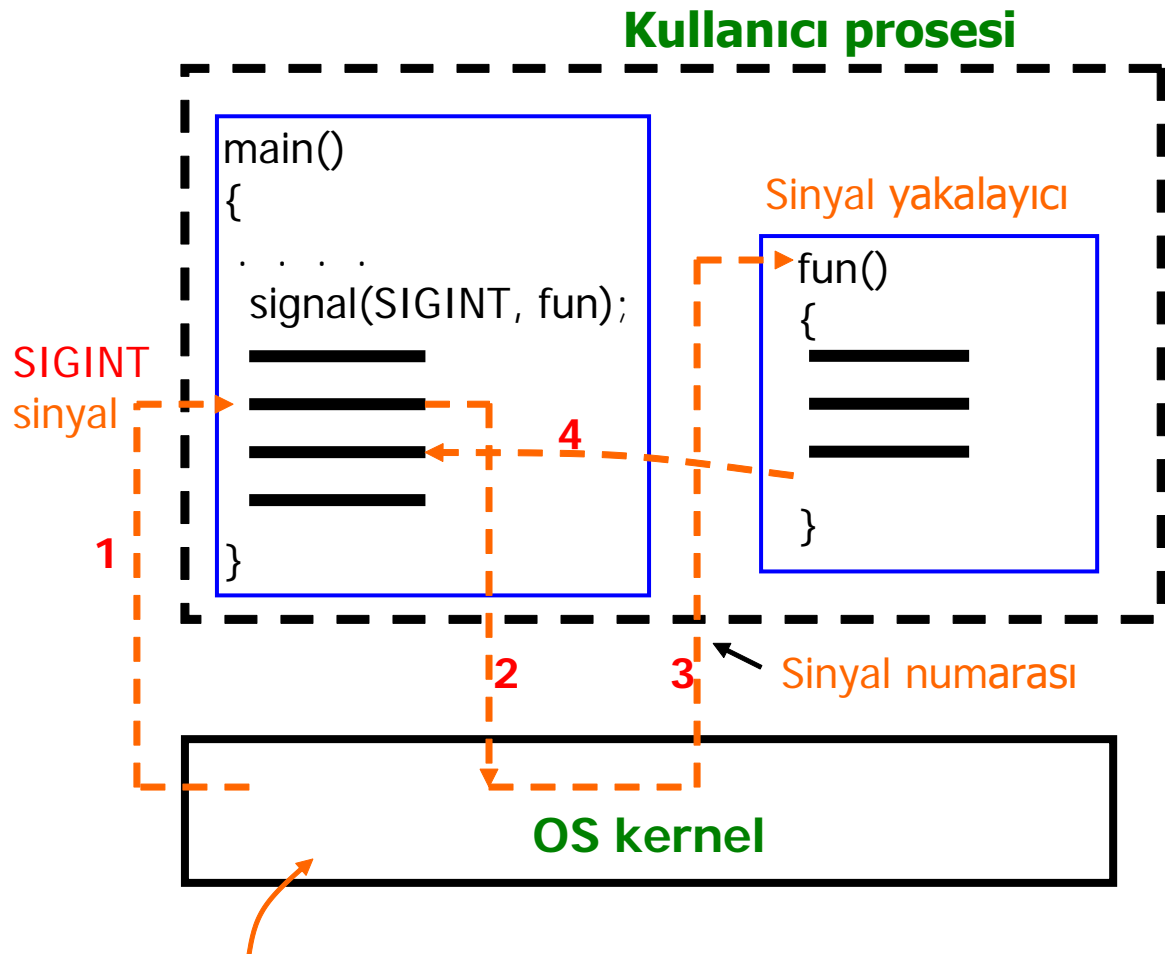 Kullanıcı prosesi
main()
{
. . . .
signal(SIGINT, fun);
}
SIGINT
sinyal
1
2
3
4
Sinyal yakalayıcı
fun()
{
}
Sinyal numarası
OS kernel